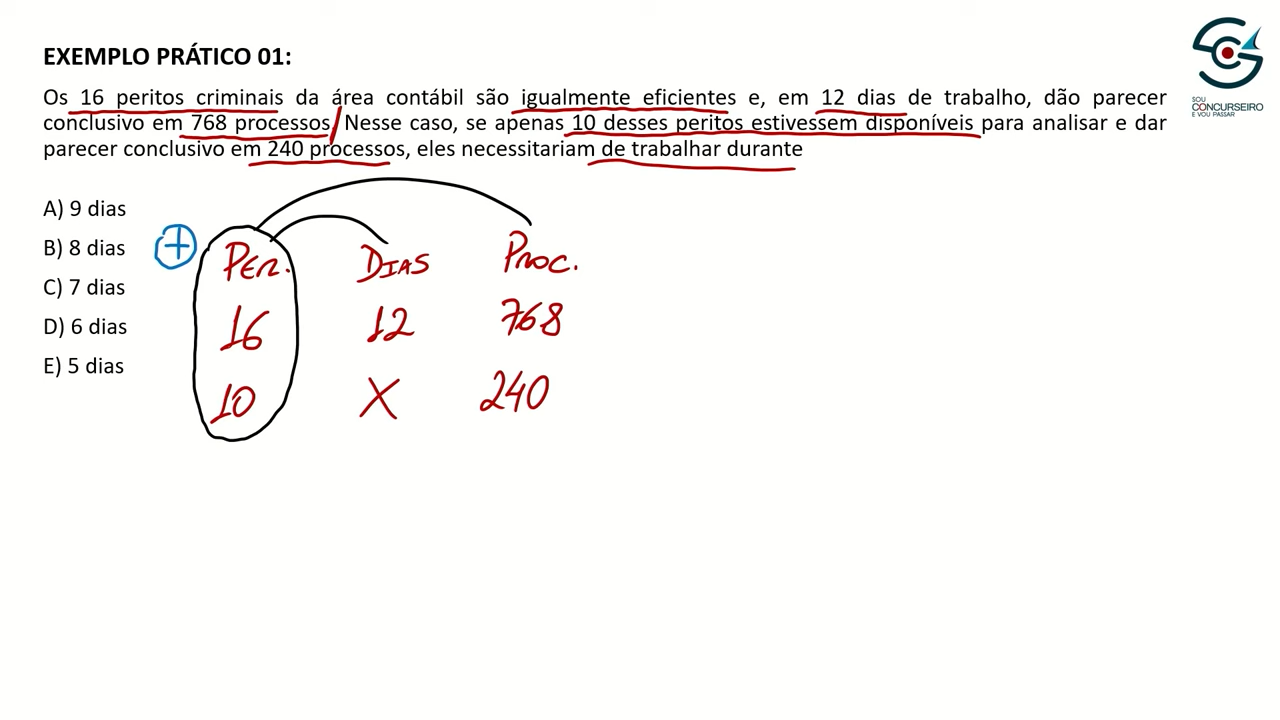 EXEMPLO PRÁTICO 01:
Os 16 peritos criminais da área contábil são igualmente eficientes e, em 12 dias de trabalho, dão parecer
conclusivo em 768 processos. Nesse caso, se apenas 10 desses peritos estivessem disponíveis para analisar e dar
parecer conclusivo em 240 processos, eles necessitariam de trabalhar durante
A) 9 dias
B) 8 dias
C) 7 dias
D) 6 dias
E) 5 dias
+
PER. DIAS PROC.
16 12 768
10 X 240
SOU
CONCURSEIRO
E VOU PASSAR